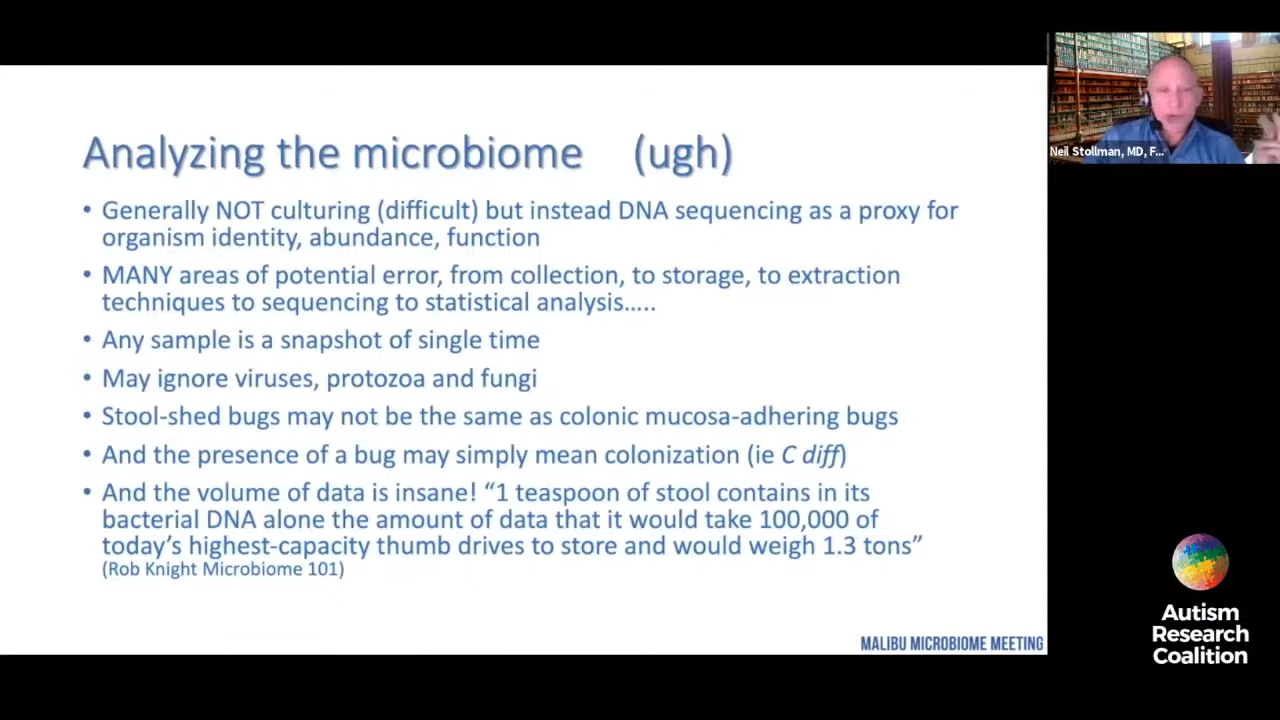 Analyzing the microbiome (ugh)
• Generally NOT culturing (difficult) but instead DNA sequencing as a proxy for
organism identity, abundance, function
• MANY areas of potential error, from collection, to storage, to extraction
techniques to sequencing to statistical analysis…..
• Any sample is a snapshot of single time
• May ignore viruses, protozoa and fungi
• Stool-shed bugs may not be the same as colonic mucosa-adhering bugs
• And the presence of a bug may simply mean colonization (ie C diff)
• And the volume of data is insane! “1 teaspoon of stool contains in its
bacterial DNA alone the amount of data that it would take 100,000 of
today’s highest-capacity thumb drives to store and would weigh 1.3 tons”
(Rob Knight Microbiome 101)
MALIBU MICROBIOME MEETING
Neil Stollman, MD, F...
Autism
Research
Coalition